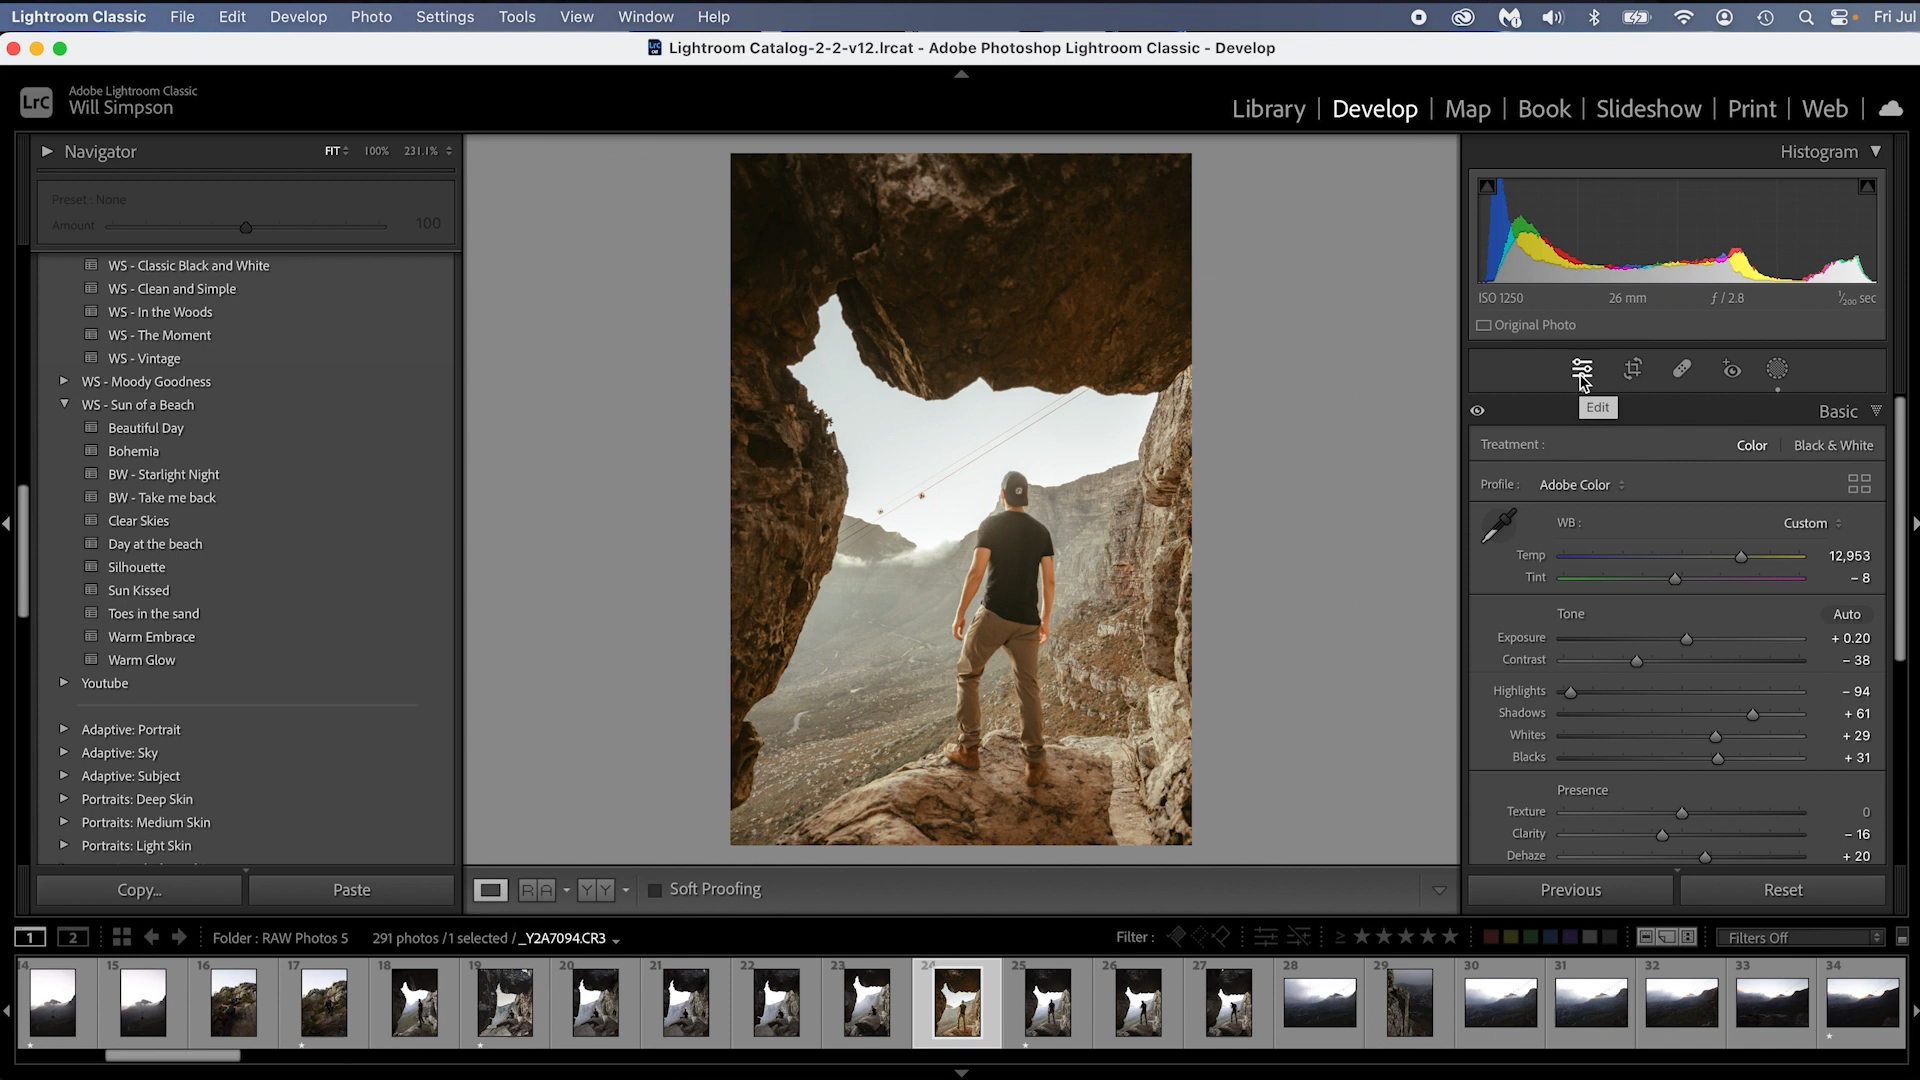 Lightroom Classic File Edit Develop Photo Settings Tools View Window Help Fri Jul
Lightroom Catalog-2-2-v12.lrcat - Adobe Photoshop Lightroom Classic - Develop
LrC
Adobe Lightroom Classic
Will Simpson
Library | Develop | Map | Book | Slideshow | Print | Web
Navigator FIT 100% 231.1%
Preset : None
Amount 100
WS - Classic Black and White
WS - Clean and Simple
WS - In the Woods
WS - The Moment
WS - Vintage
WS - Moody Goodness
WS - Sun of a Beach
Beautiful Day
Bohemia
BW - Starlight Night
BW - Take me back
Clear Skies
Day at the beach
Silhouette
Sun Kissed
Toes in the sand
Warm Embrace
Warm Glow
Youtube
Adaptive: Portrait
Adaptive: Sky
Adaptive: Subject
Portraits: Deep Skin
Portraits: Medium Skin
Portraits: Light Skin
Copy... Paste
R A Y Y Soft Proofing
Histogram
ISO 1250 26 mm ƒ / 2.8 1/200 sec
Original Photo
Edit
Basic
Treatment : Color Black & White
Profile : Adobe Color
WB : Custom
Temp 12,953
Tint - 8
Tone Auto
Exposure + 0.20
Contrast - 38
Highlights - 94
Shadows + 61
Whites + 29
Blacks + 31
Presence
Texture 0
Clarity - 16
Dehaze + 20
Previous Reset
1 2 Folder : RAW Photos 5 291 photos / 1 selected / _Y2A7094.CR3 Filter : Filters Off
14 15 16 17 18 19 20 21 22 23 24 25 26 27 28 29 30 31 32 33 34